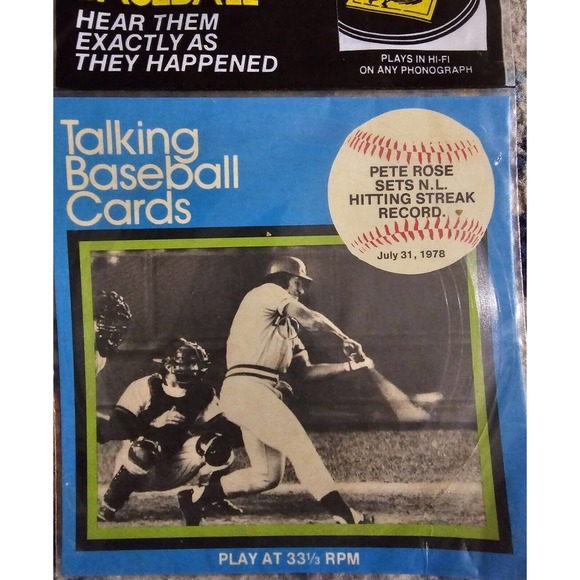 BASEBALL
HEAR THEM
EXACTLY AS
THEY HAPPENED
PLAYS IN HI-FI
ON ANY PHONOGRAPH
Talking
Baseball
Cards
PETE ROSE
SETS N.L.
HITTING STREAK
RECORD.
July 31, 1978
PLAY AT 33⅓ RPM